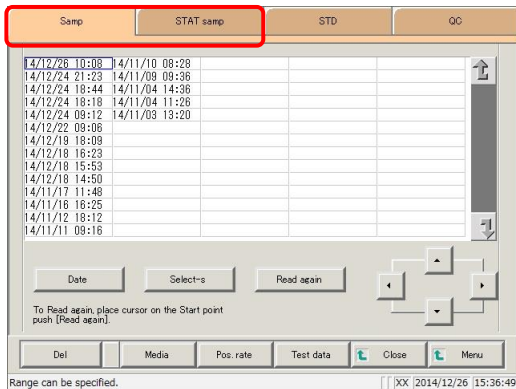 Samp STAT samp STD QC
14/12/26 10:08 14/11/10 08:28
14/12/24 21:23 14/11/09 09:36
14/12/24 18:44 14/11/04 14:36
14/12/24 18:18 14/11/04 11:26
14/12/24 09:12 14/11/03 13:20
14/12/22 09:06
14/12/19 18:09
14/12/18 16:23
14/12/18 15:53
14/12/18 14:50
14/11/17 11:48
14/11/16 16:25
14/11/12 18:12
14/11/11 09:16
Date Select-s Read again
To Read again, place cursor on the Start point
push [Read again].
Del Media Pos. rate Test data Close Menu
Range can be specified. XX 2014/12/26 15:36:49